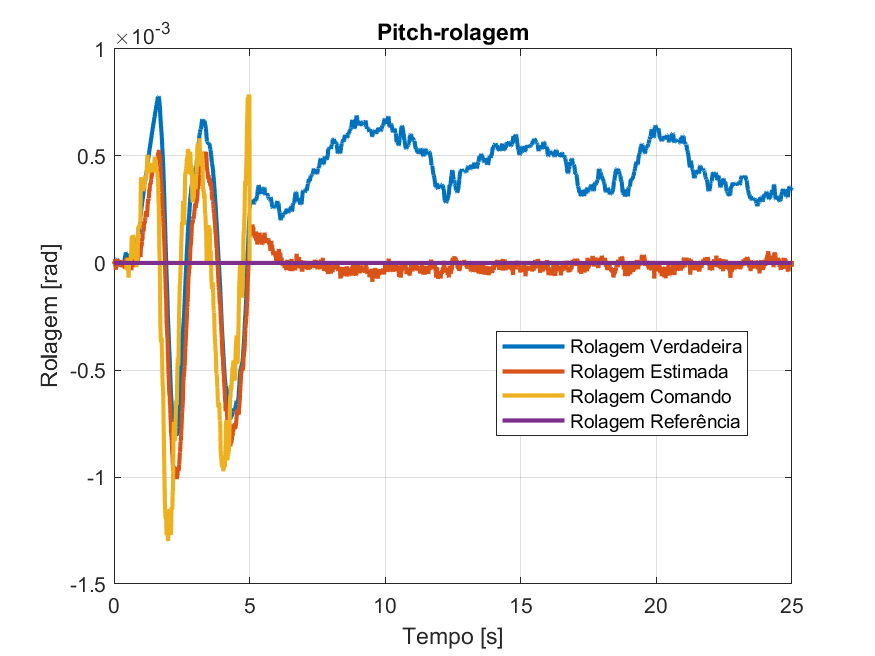 Pitch-rolagem
×10⁻³
1
0.5
0
-0.5
-1
-1.5
Rolagem [rad]
Rolagem Verdadeira
Rolagem Estimada
Rolagem Comando
Rolagem Referência
0 5 10 15 20 25
Tempo [s]